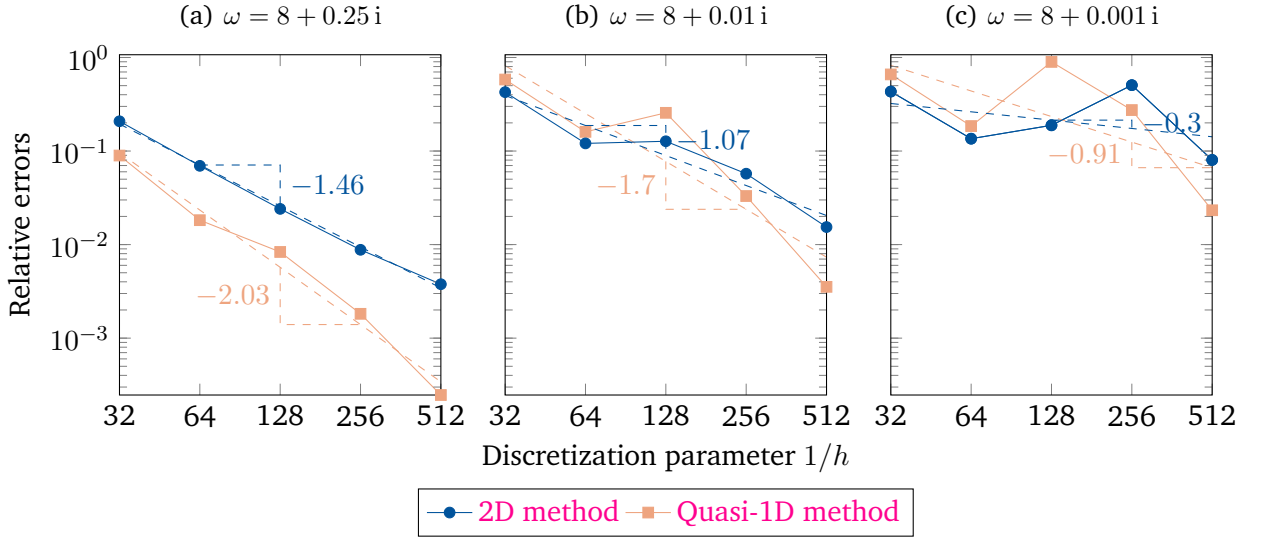 (a) ω = 8 + 0.25 i
(b) ω = 8 + 0.01 i
(c) ω = 8 + 0.001 i
Relative errors
10⁰
10⁻¹
10⁻²
10⁻³
−1.46
−2.03
−1.07
−1.7
−0.3
−0.91
32 64 128 256 512
32 64 128 256 512
32 64 128 256 512
Discretization parameter 1/h
2D method Quasi-1D method